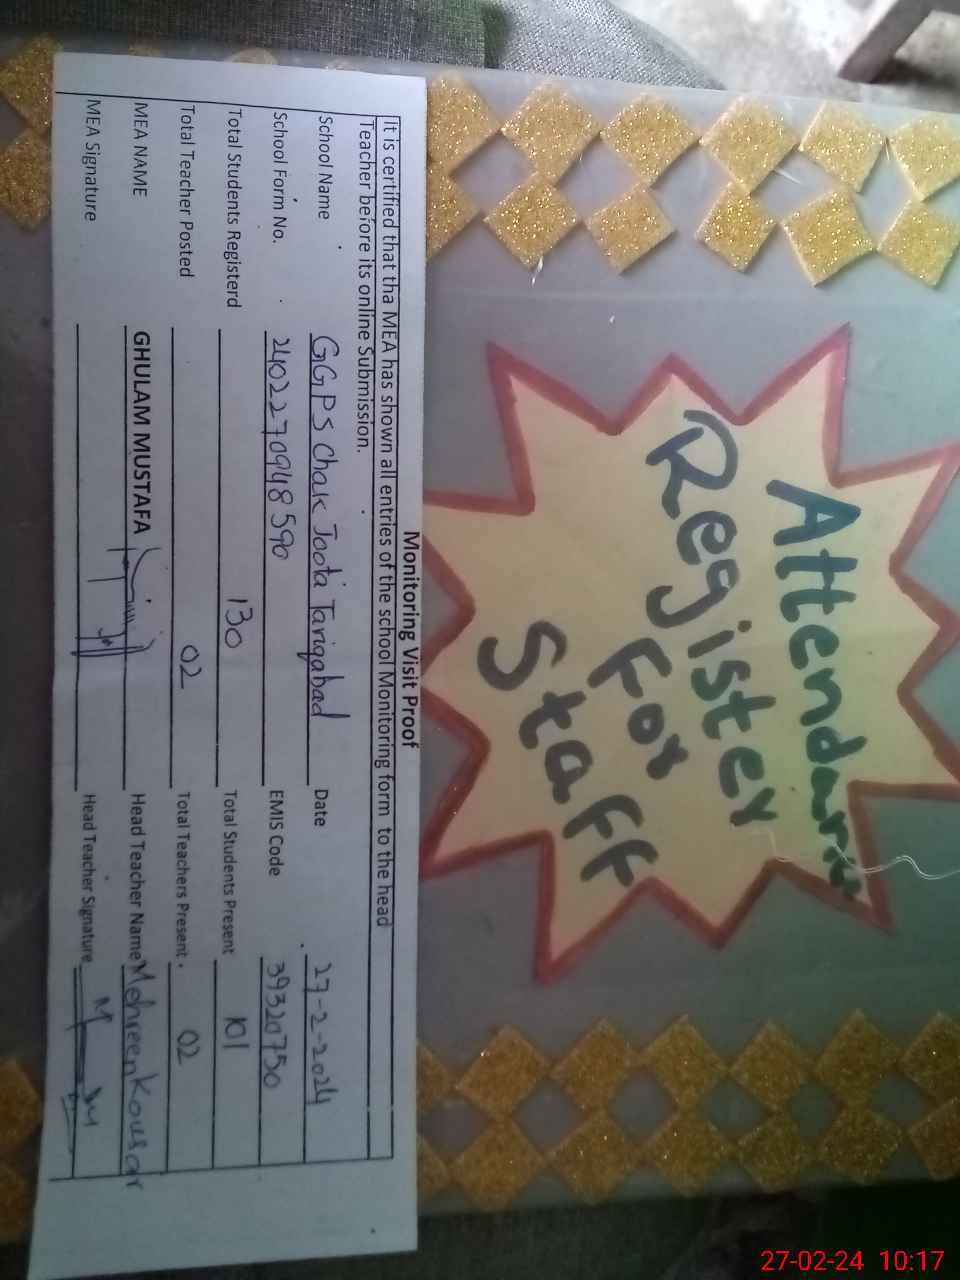 Monitoring Visit Proof
It is certified that tha MEA has shown all entries of the school Monitoring form to the head
Teacher before its online Submission.
School Name GGPS Chak Joota Tariqabad Date 27-2-2024
School Form No. 402270948590 EMIS Code 39320750
Total Students Registerd 130 Total Students Present 101
Total Teacher Posted 02 Total Teachers Present 02
MEA NAME GHULAM MUSTAFA Head Teacher Name Mehreen Kousar
MEA Signature Head Teacher Signature
Attendance
Register
For
Staff
27-02-24 10:17